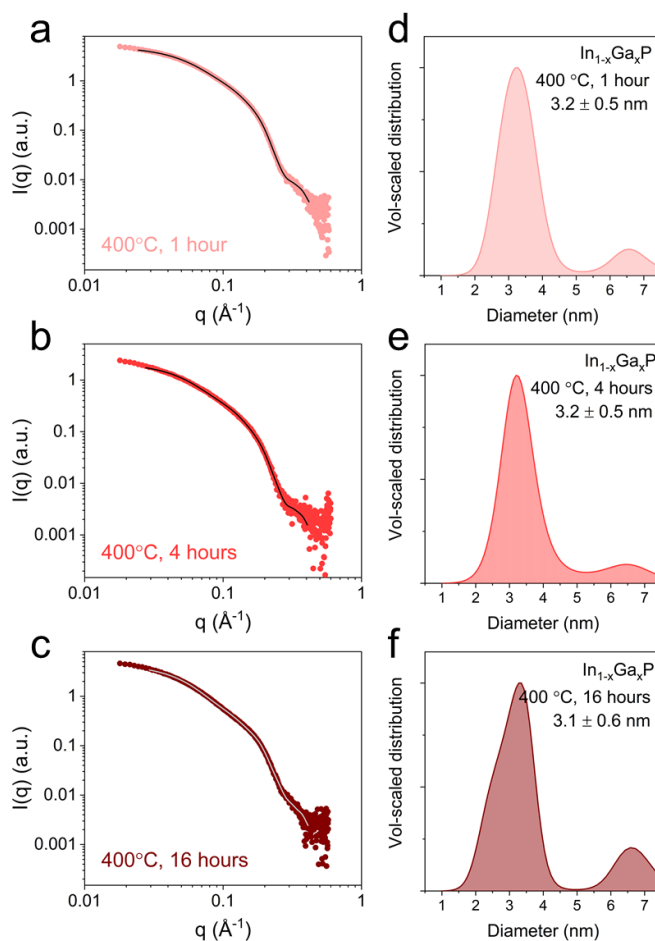 a
I(q) (a.u.)
1
0.1
0.01
0.001
400°C, 1 hour
0.01
0.1
1
q (Å⁻¹)
d
Vol-scaled distribution
In₁₋ₓGaₓP
400 °C, 1 hour
3.2 ± 0.5 nm
1 2 3 4 5 6 7
Diameter (nm)
b
I(q) (a.u.)
1
0.1
0.01
0.001
400°C, 4 hours
0.01
0.1
1
q (Å⁻¹)
e
Vol-scaled distribution
In₁₋ₓGaₓP
400 °C, 4 hours
3.2 ± 0.5 nm
1 2 3 4 5 6 7
Diameter (nm)
c
I(q) (a.u.)
1
0.1
0.01
0.001
400°C, 16 hours
0.01
0.1
1
q (Å⁻¹)
f
Vol-scaled distribution
In₁₋ₓGaₓP
400 °C, 16 hours
3.1 ± 0.6 nm
1 2 3 4 5 6 7
Diameter (nm)